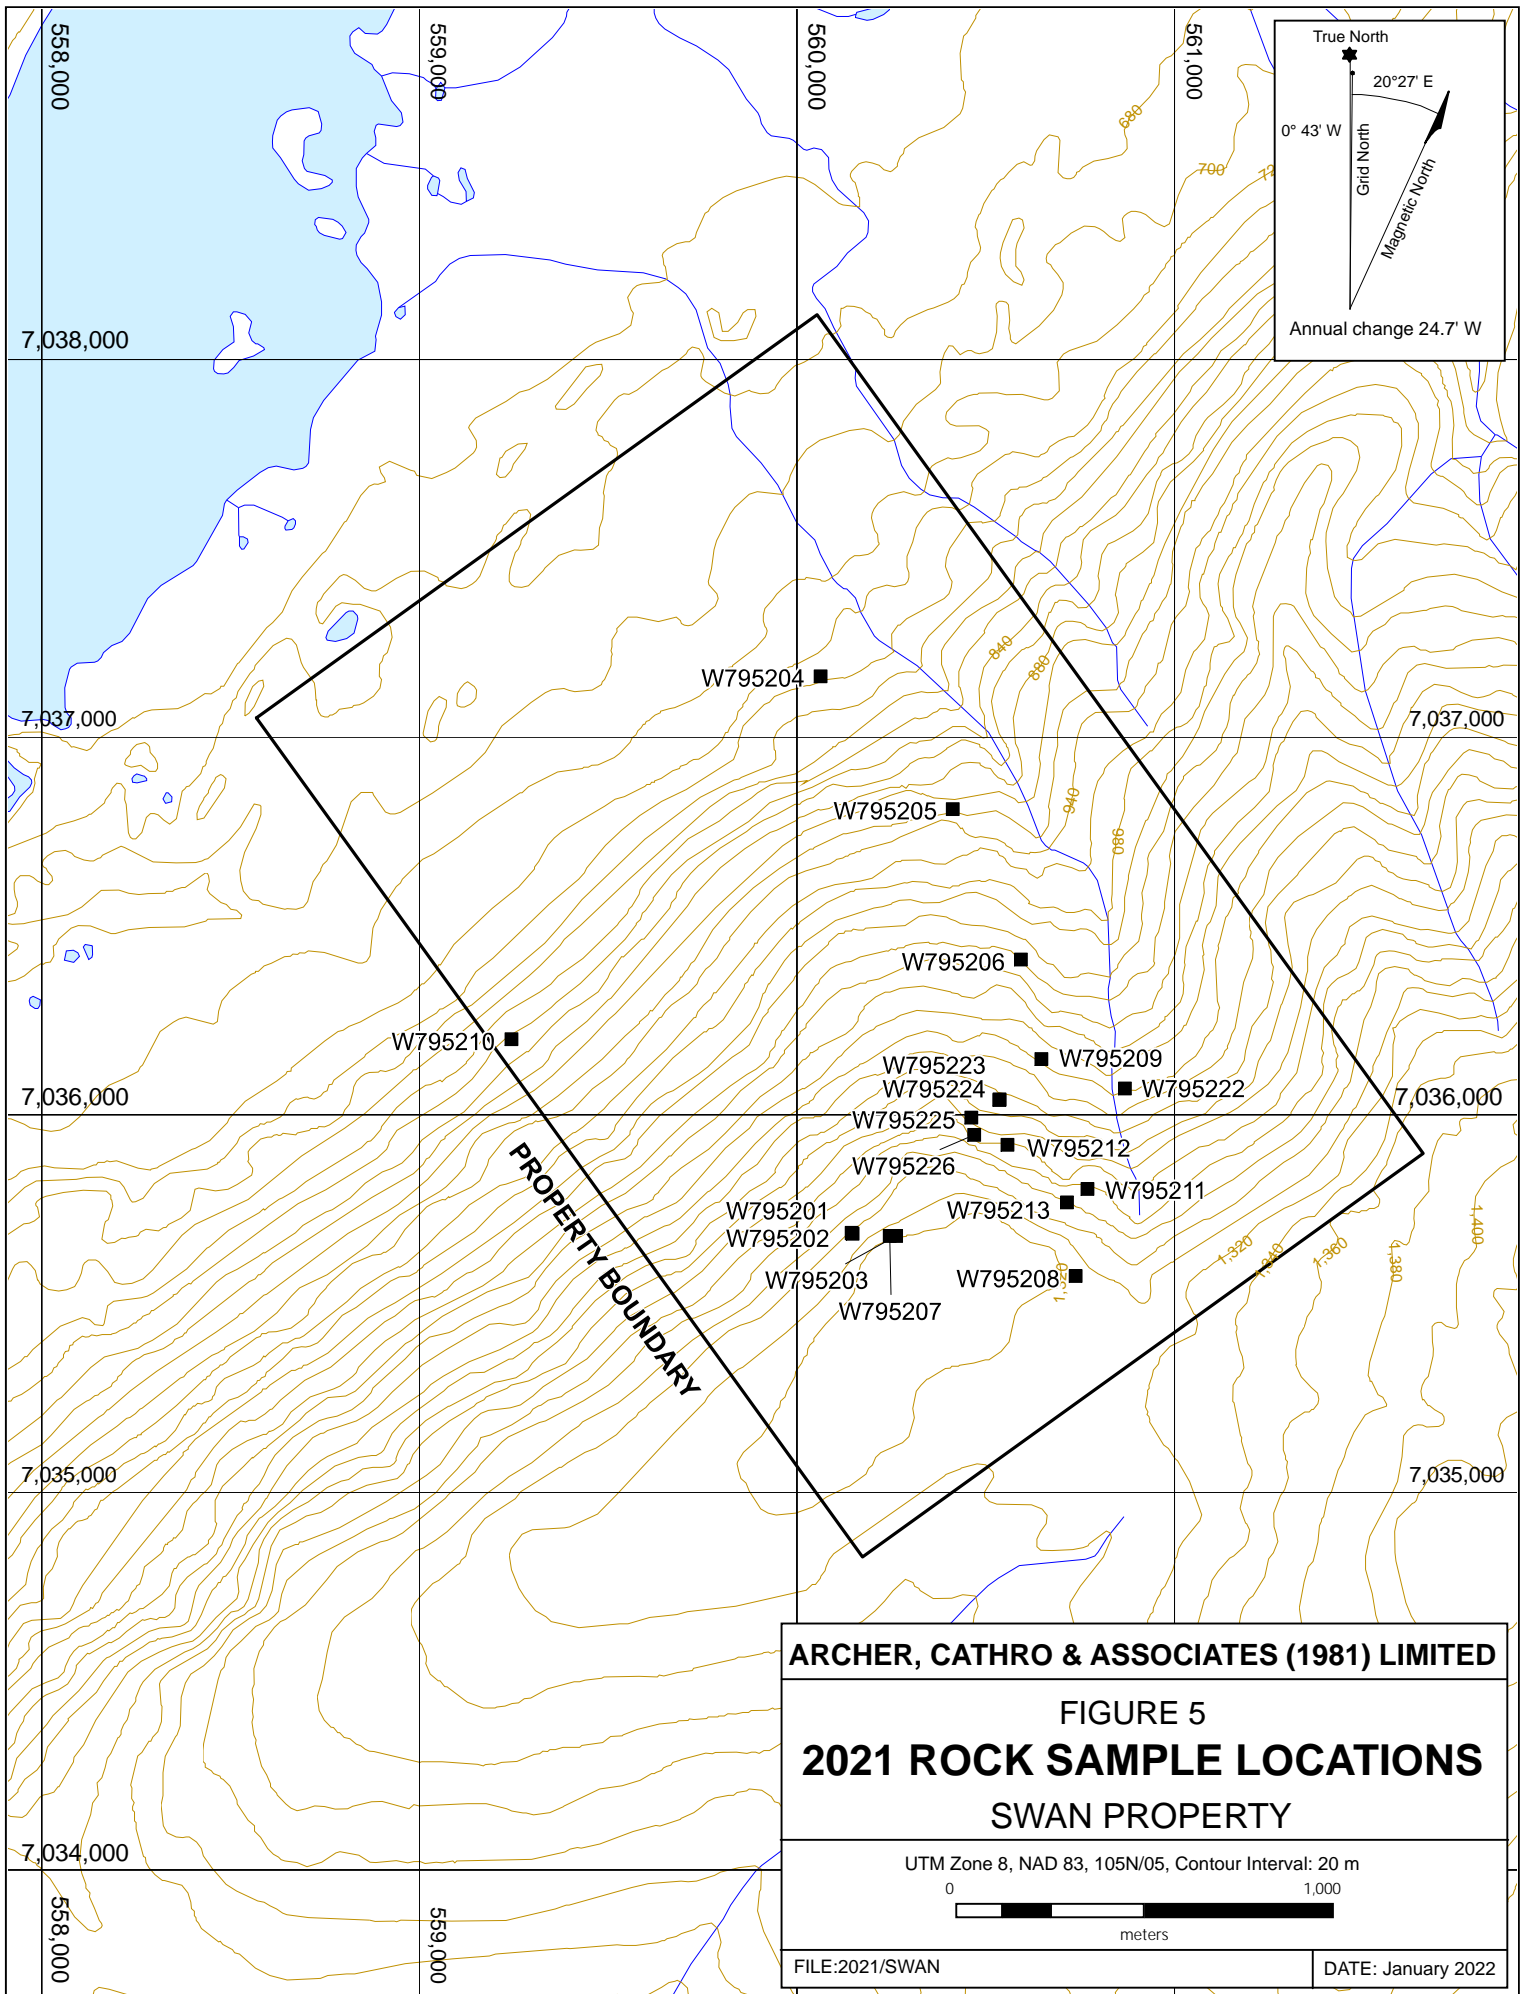 558,000
559,000
560,000
561,000
True North
20°27' E
0° 43' W
Grid North
Magnetic North
Annual change 24.7' W
680
700
7,038,000
840
880
W795204
7,037,000
7,037,000
W795205
940
980
W795206
W795210
W795209
W795223
W795224
W795222
7,036,000
7,036,000
W795225
W795212
W795226
W795211
W795213
W795201
W795202
W795203
W795208
W795207
1,320
1,320
1,340
1,360
1,380
1,400
PROPERTY BOUNDARY
7,035,000
7,035,000
7,034,000
558,000
559,000
ARCHER, CATHRO & ASSOCIATES (1981) LIMITED
FIGURE 5
2021 ROCK SAMPLE LOCATIONS
SWAN PROPERTY
UTM Zone 8, NAD 83, 105N/05, Contour Interval: 20 m
0 1,000
meters
FILE:2021/SWAN
DATE: January 2022